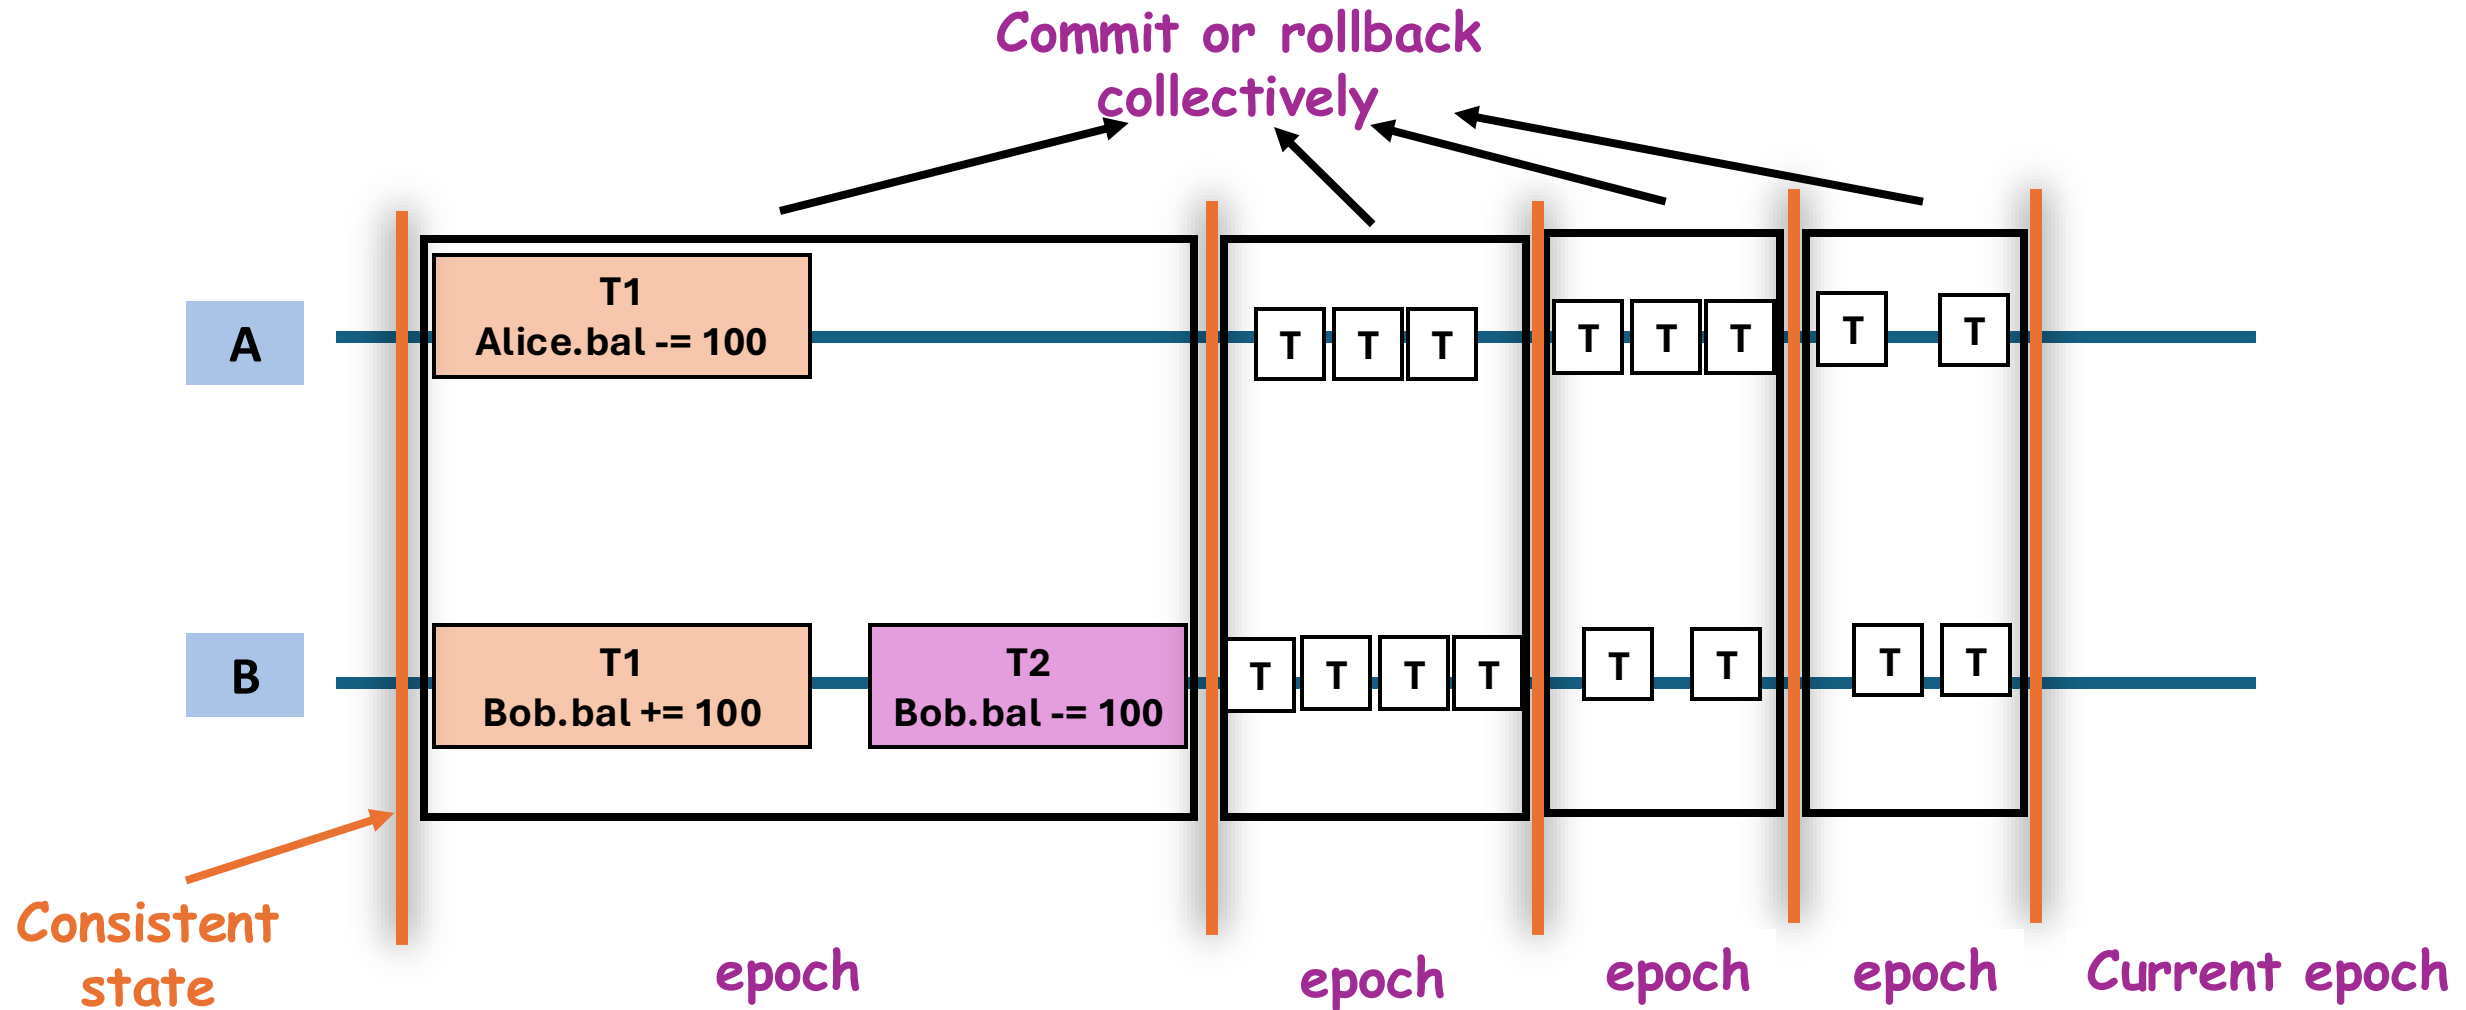 Commit or rollback
collectively
A
T1
Alice.bal -= 100
T T T
T T T
T T
B
T1
Bob.bal += 100
T2
Bob.bal -= 100
T T T T
T T
T T
Consistent
state
epoch
epoch
epoch
epoch
Current epoch